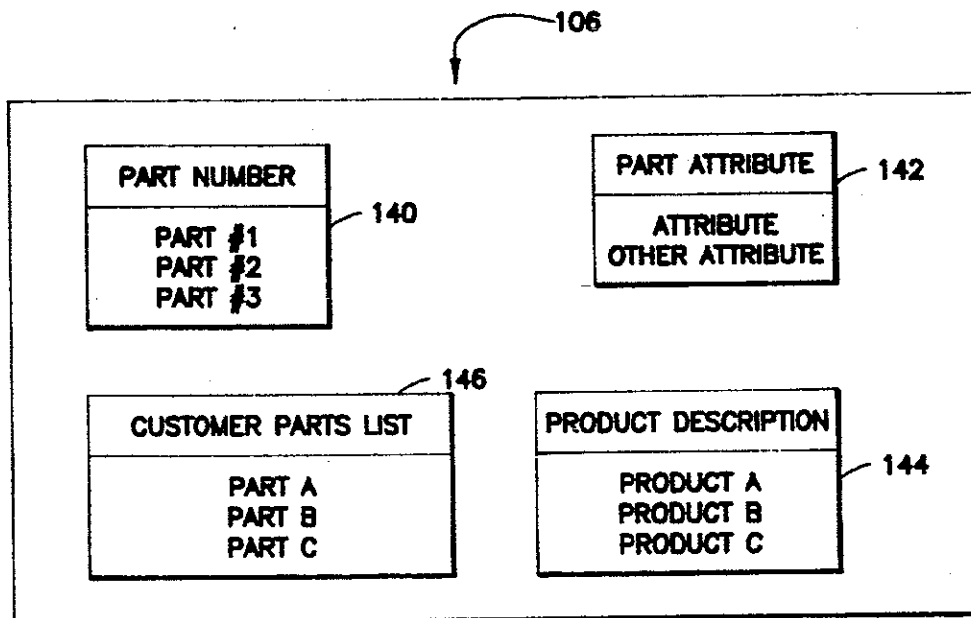 106
PART NUMBER
PART #1
PART #2
PART #3
140
PART ATTRIBUTE
ATTRIBUTE
OTHER ATTRIBUTE
142
CUSTOMER PARTS LIST
PART A
PART B
PART C
146
PRODUCT DESCRIPTION
PRODUCT A
PRODUCT B
PRODUCT C
144